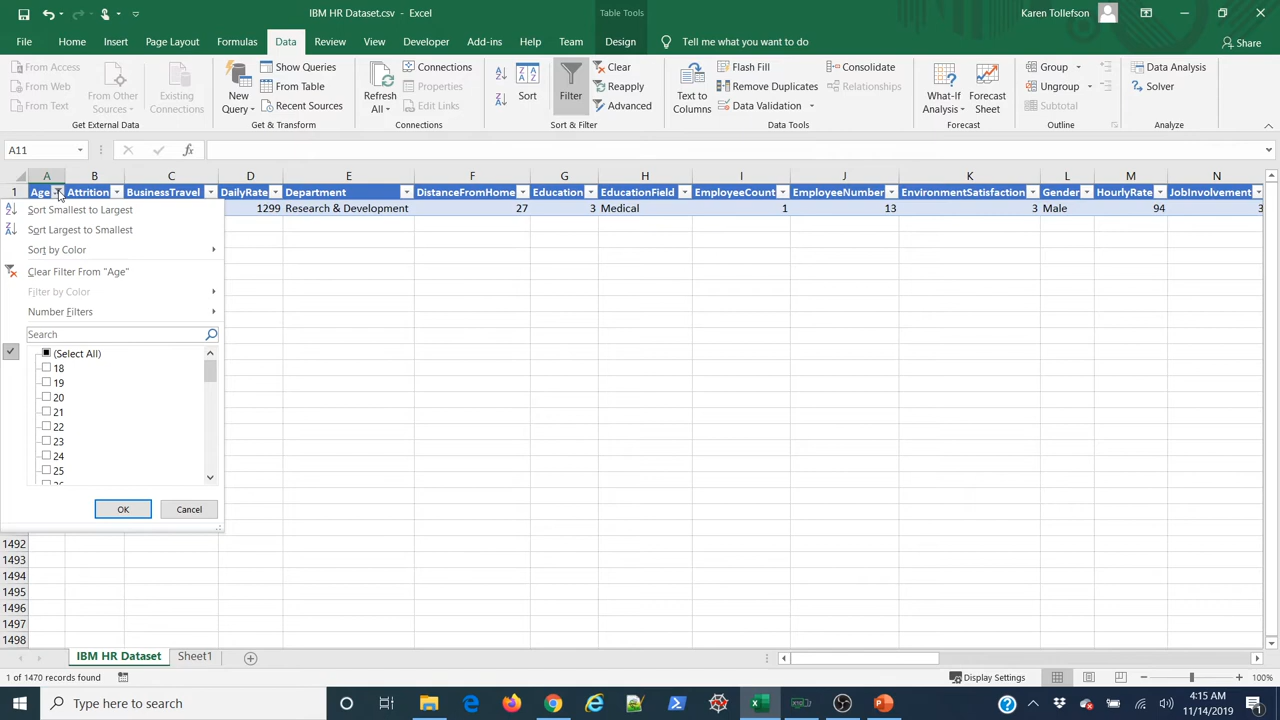 IBM HR Dataset.csv - Excel
Table Tools
Karen Tollefson
File Home Insert Page Layout Formulas Data Review View Developer Add-ins Help Team Design Tell me what you want to do Share
From Access
From Web
From Text
From Other Sources
Existing Connections
Get External Data
New Query
Show Queries
From Table
Recent Sources
Get & Transform
Refresh All
Connections
Properties
Edit Links
Connections
Sort
Filter
Clear
Reapply
Advanced
Sort & Filter
Text to Columns
Flash Fill
Remove Duplicates
Data Validation
Consolidate
Relationships
Data Tools
What-If Analysis
Forecast Sheet
Forecast
Group
Ungroup
Subtotal
Outline
Data Analysis
Solver
Analyze
A11 fx
A B C D E F G H I J K L M N
1 Age Attrition BusinessTravel DailyRate Department DistanceFromHome Education EducationField EmployeeCount EmployeeNumber EnvironmentSatisfaction Gender HourlyRate JobInvolvement
1299 Research & Development 27 3 Medical 1 13 3 Male 94 3
Sort Smallest to Largest
Sort Largest to Smallest
Sort by Color
Clear Filter From "Age"
Filter by Color
Number Filters
Search
(Select All)
18
19
20
21
22
23
24
25
OK Cancel
1492
1493
1494
1495
1496
1497
1498
IBM HR Dataset Sheet1
1 of 1470 records found
Display Settings
100%
Type here to search
4:15 AM
11/14/2019